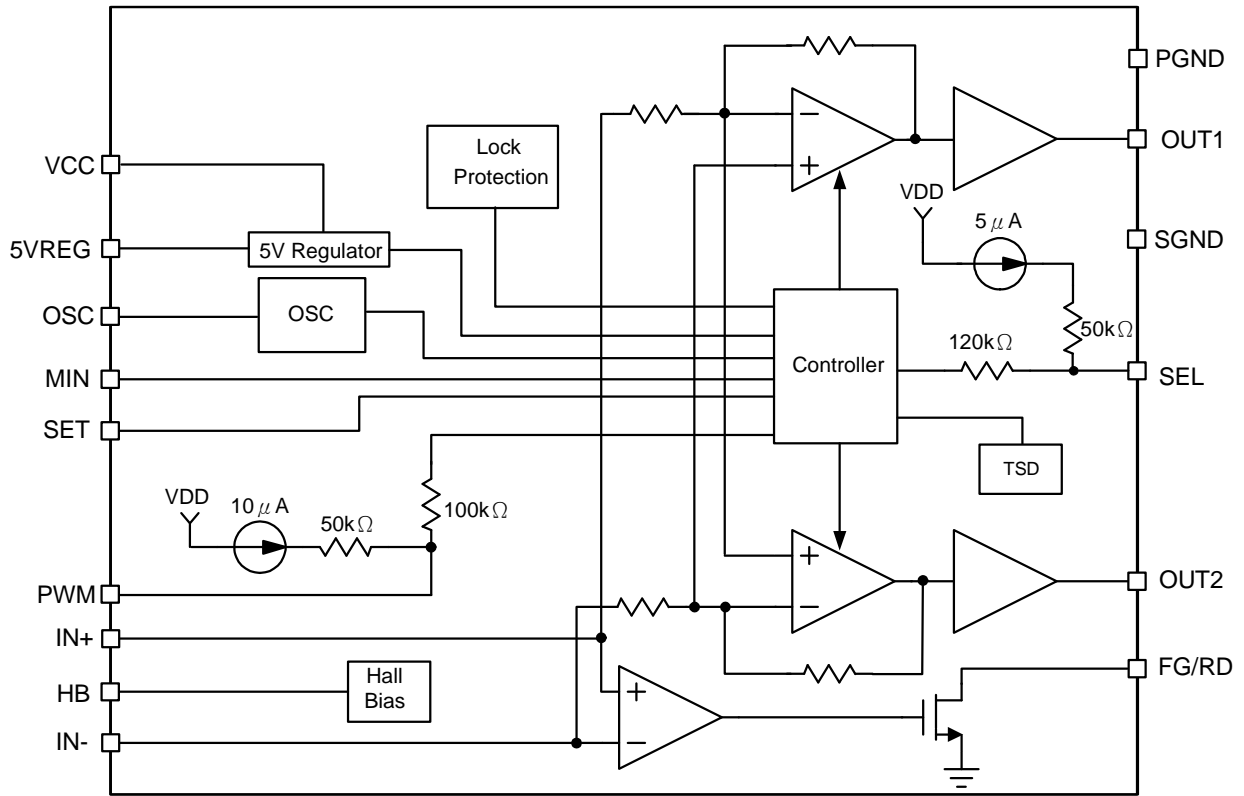 PGND
OUT1
Lock
Protection
VCC
VDD
5μA
5VREG
5V Regulator
SGND
OSC
OSC
50kΩ
120kΩ
Controller
MIN
SEL
SET
TSD
VDD
10μA
50kΩ
100kΩ
PWM
OUT2
IN+
FG/RD
HB
Hall
Bias
IN-
−
+
+
−
+
−